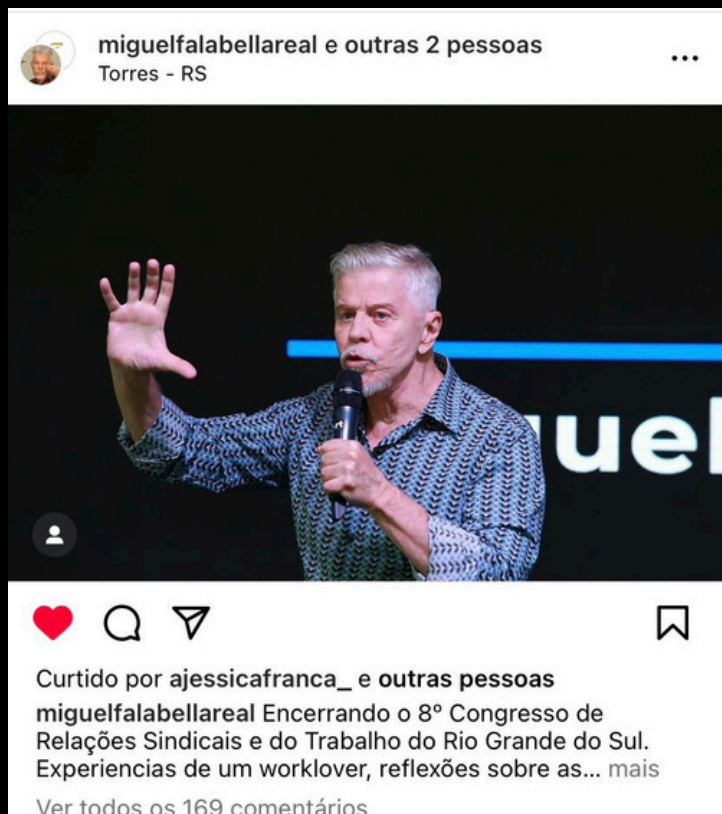 miguelfalabellareal e outras 2 pessoas
Torres - RS
uel
Curtido por ajessicafranca_ e outras pessoas
miguelfalabellareal Encerrando o 8º Congresso de
Relações Sindicais e do Trabalho do Rio Grande do Sul.
Experiencias de um worklover, reflexões sobre as... mais
Ver todos os 169 comentários